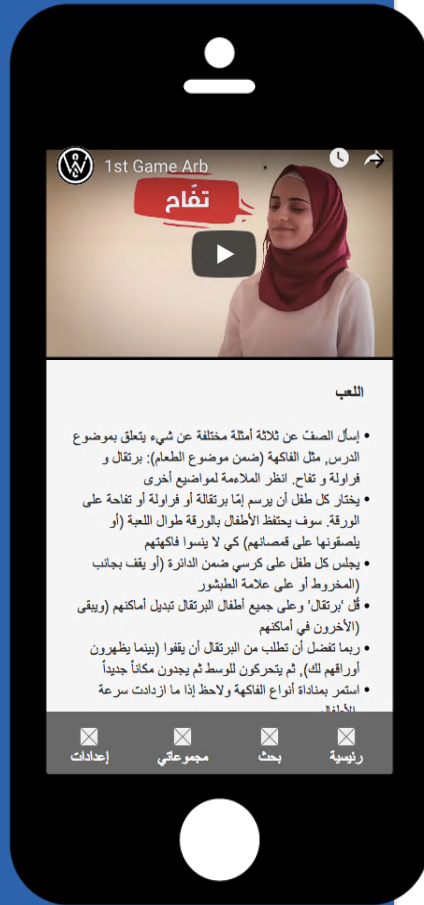 1st Game Arb
تفّاح
اللعب
• إسأل الصفّ عن ثلاثة أمثلة مختلفة عن شيء يتعلق بموضوع
الدرس, مثل الفاكهة (ضمن موضوع الطعام): برتقال و
فراولة و تفاح. انظر الملاءمة لمواضيع أخرى
• يختار كل طفل أن يرسم إمّا برتقالة أو فراولة أو تفاحة على
الورقة. سوف يحتفظ الأطفال بالورقة طوال اللعبة (أو
يلصقونها على قمصانهم) كي لا ينسوا فاكهتهم
• يجلس كل طفل على كرسي ضمن الدائرة (أو يقف بجانب
(المخروط أو على علامة الطبشور
• قُل ‘برتقال’ وعلى جميع أطفال البرتقال تبديل أماكنهم (ويبقى
(الأخرون في أماكنهم
• ربما تفضل أن تطلب من البرتقال أن يقفوا (بينما يظهرون
أوراقهم لك), ثم يتحركون للوسط ثم يجدون مكاناً جديداً
• استمر بمناداة أنواع الفاكهة ولاحظ إذا ما ازدادت سرعة
رئيسية
بحث
مجموعاتي
إعدادات